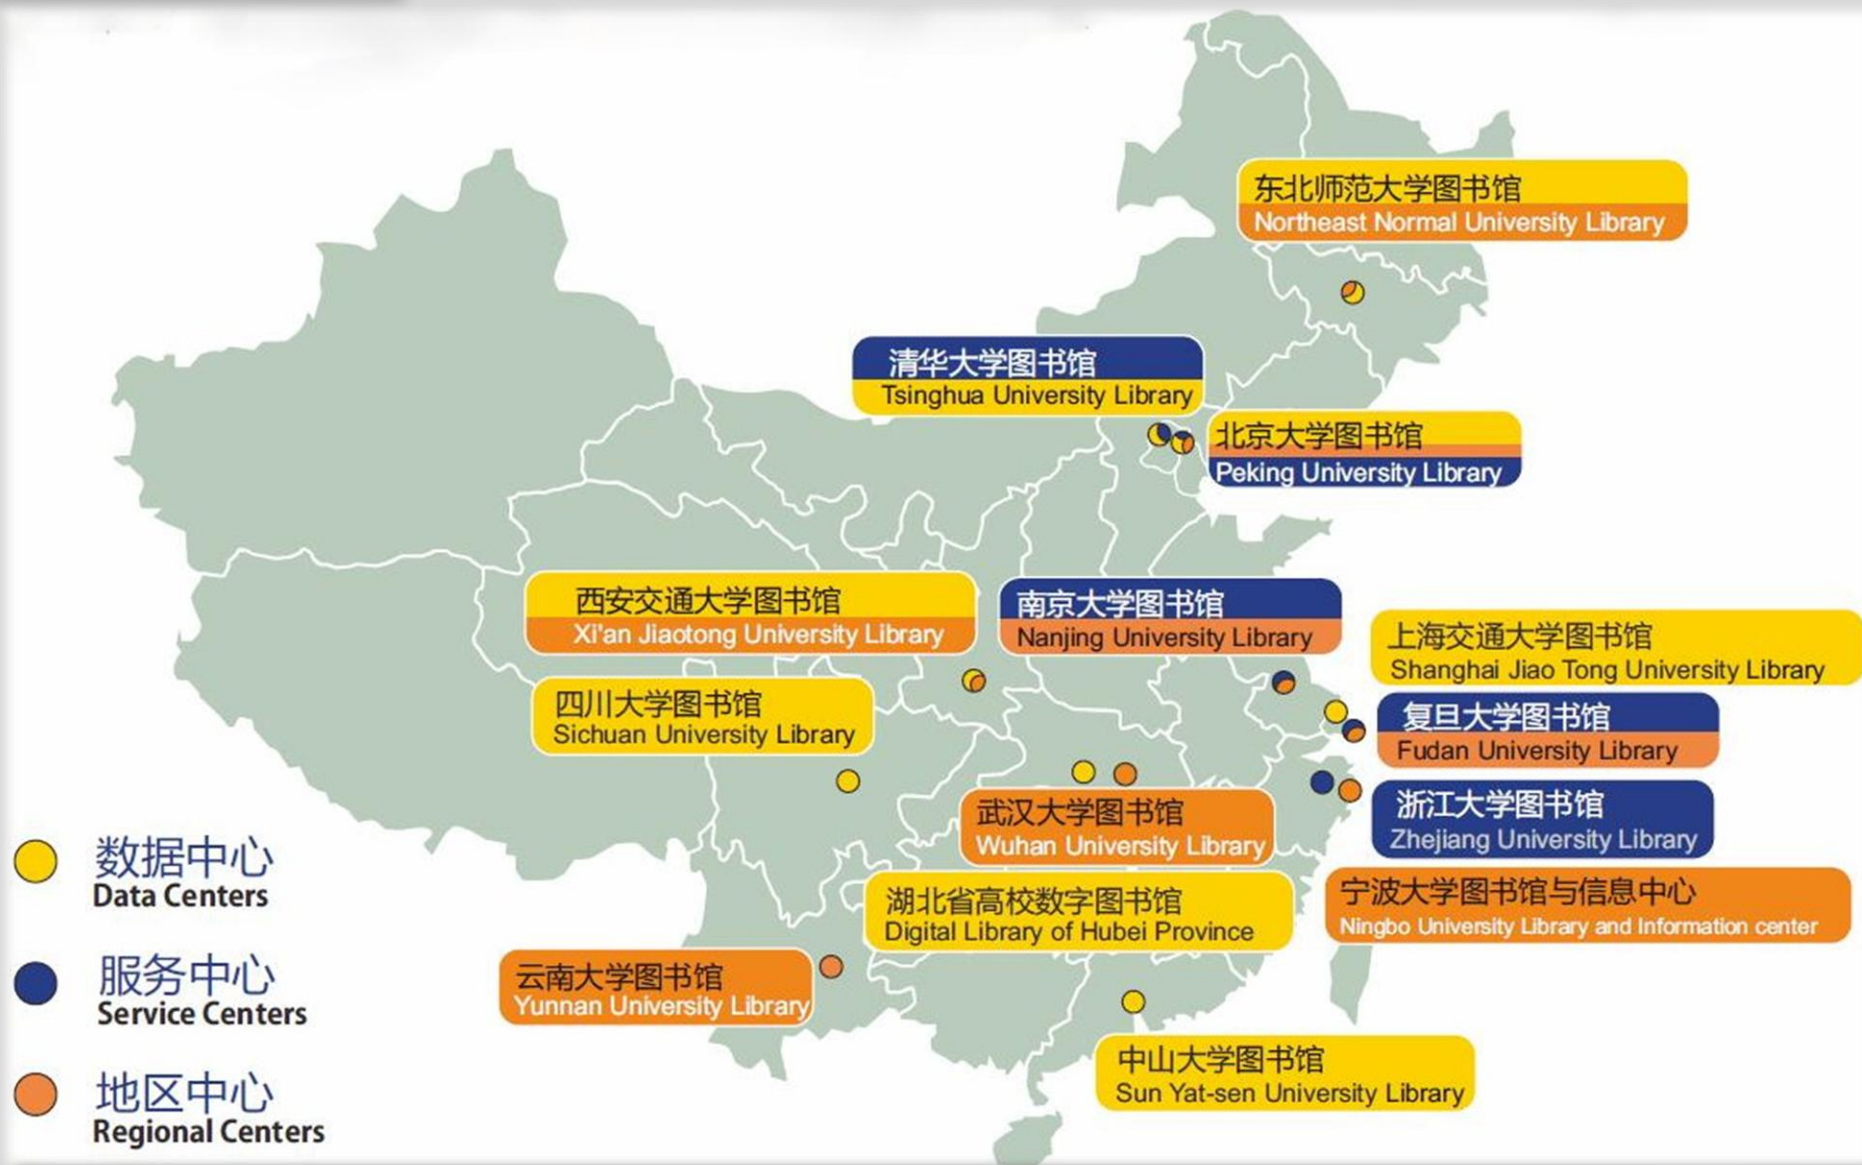 东北师范大学图书馆
Northeast Normal University Library
清华大学图书馆
Tsinghua University Library
北京大学图书馆
Peking University Library
西安交通大学图书馆
Xi'an Jiaotong University Library
南京大学图书馆
Nanjing University Library
上海交通大学图书馆
Shanghai Jiao Tong University Library
四川大学图书馆
Sichuan University Library
复旦大学图书馆
Fudan University Library
武汉大学图书馆
Wuhan University Library
浙江大学图书馆
Zhejiang University Library
湖北省高校数字图书馆
Digital Library of Hubei Province
宁波大学图书馆与信息中心
Ningbo University Library and Information center
云南大学图书馆
Yunnan University Library
中山大学图书馆
Sun Yat-sen University Library
数据中心
Data Centers
服务中心
Service Centers
地区中心
Regional Centers